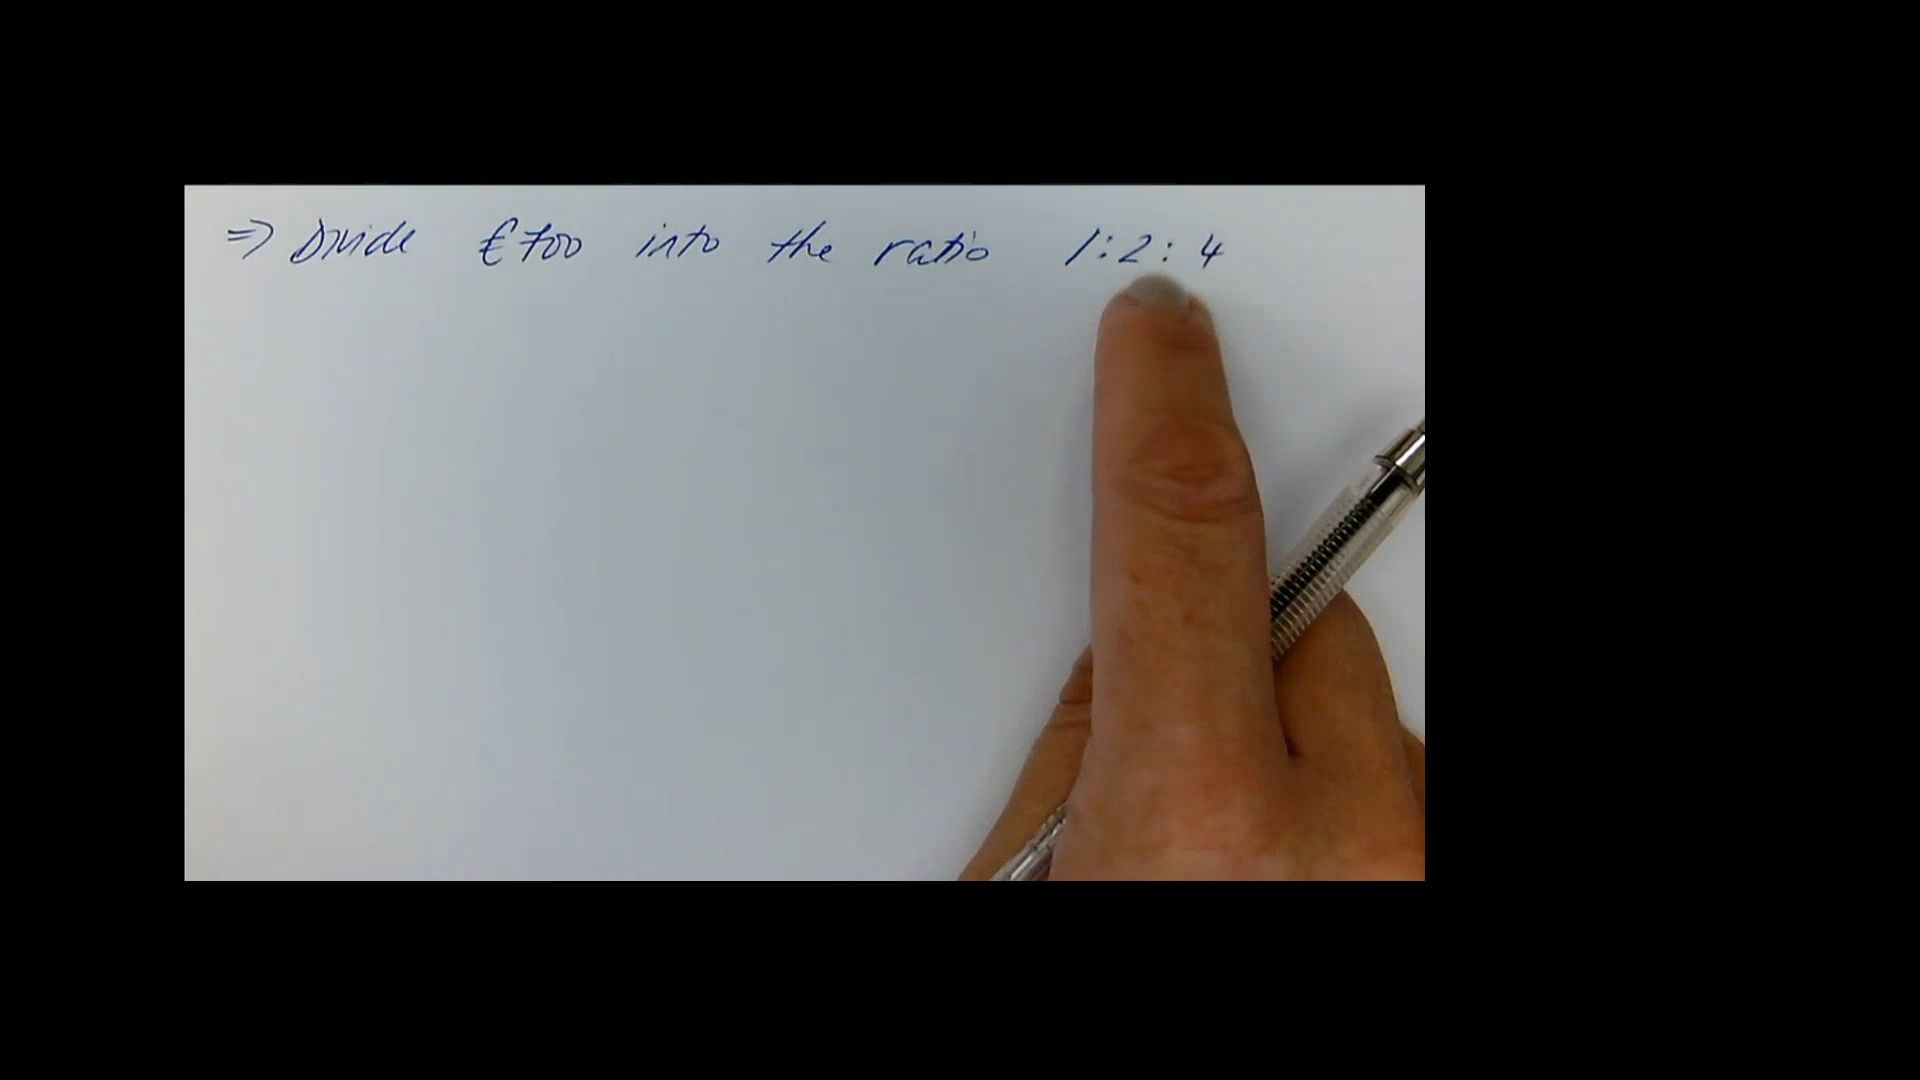 ⇒ Divide €700 into the ratio 1:2:4